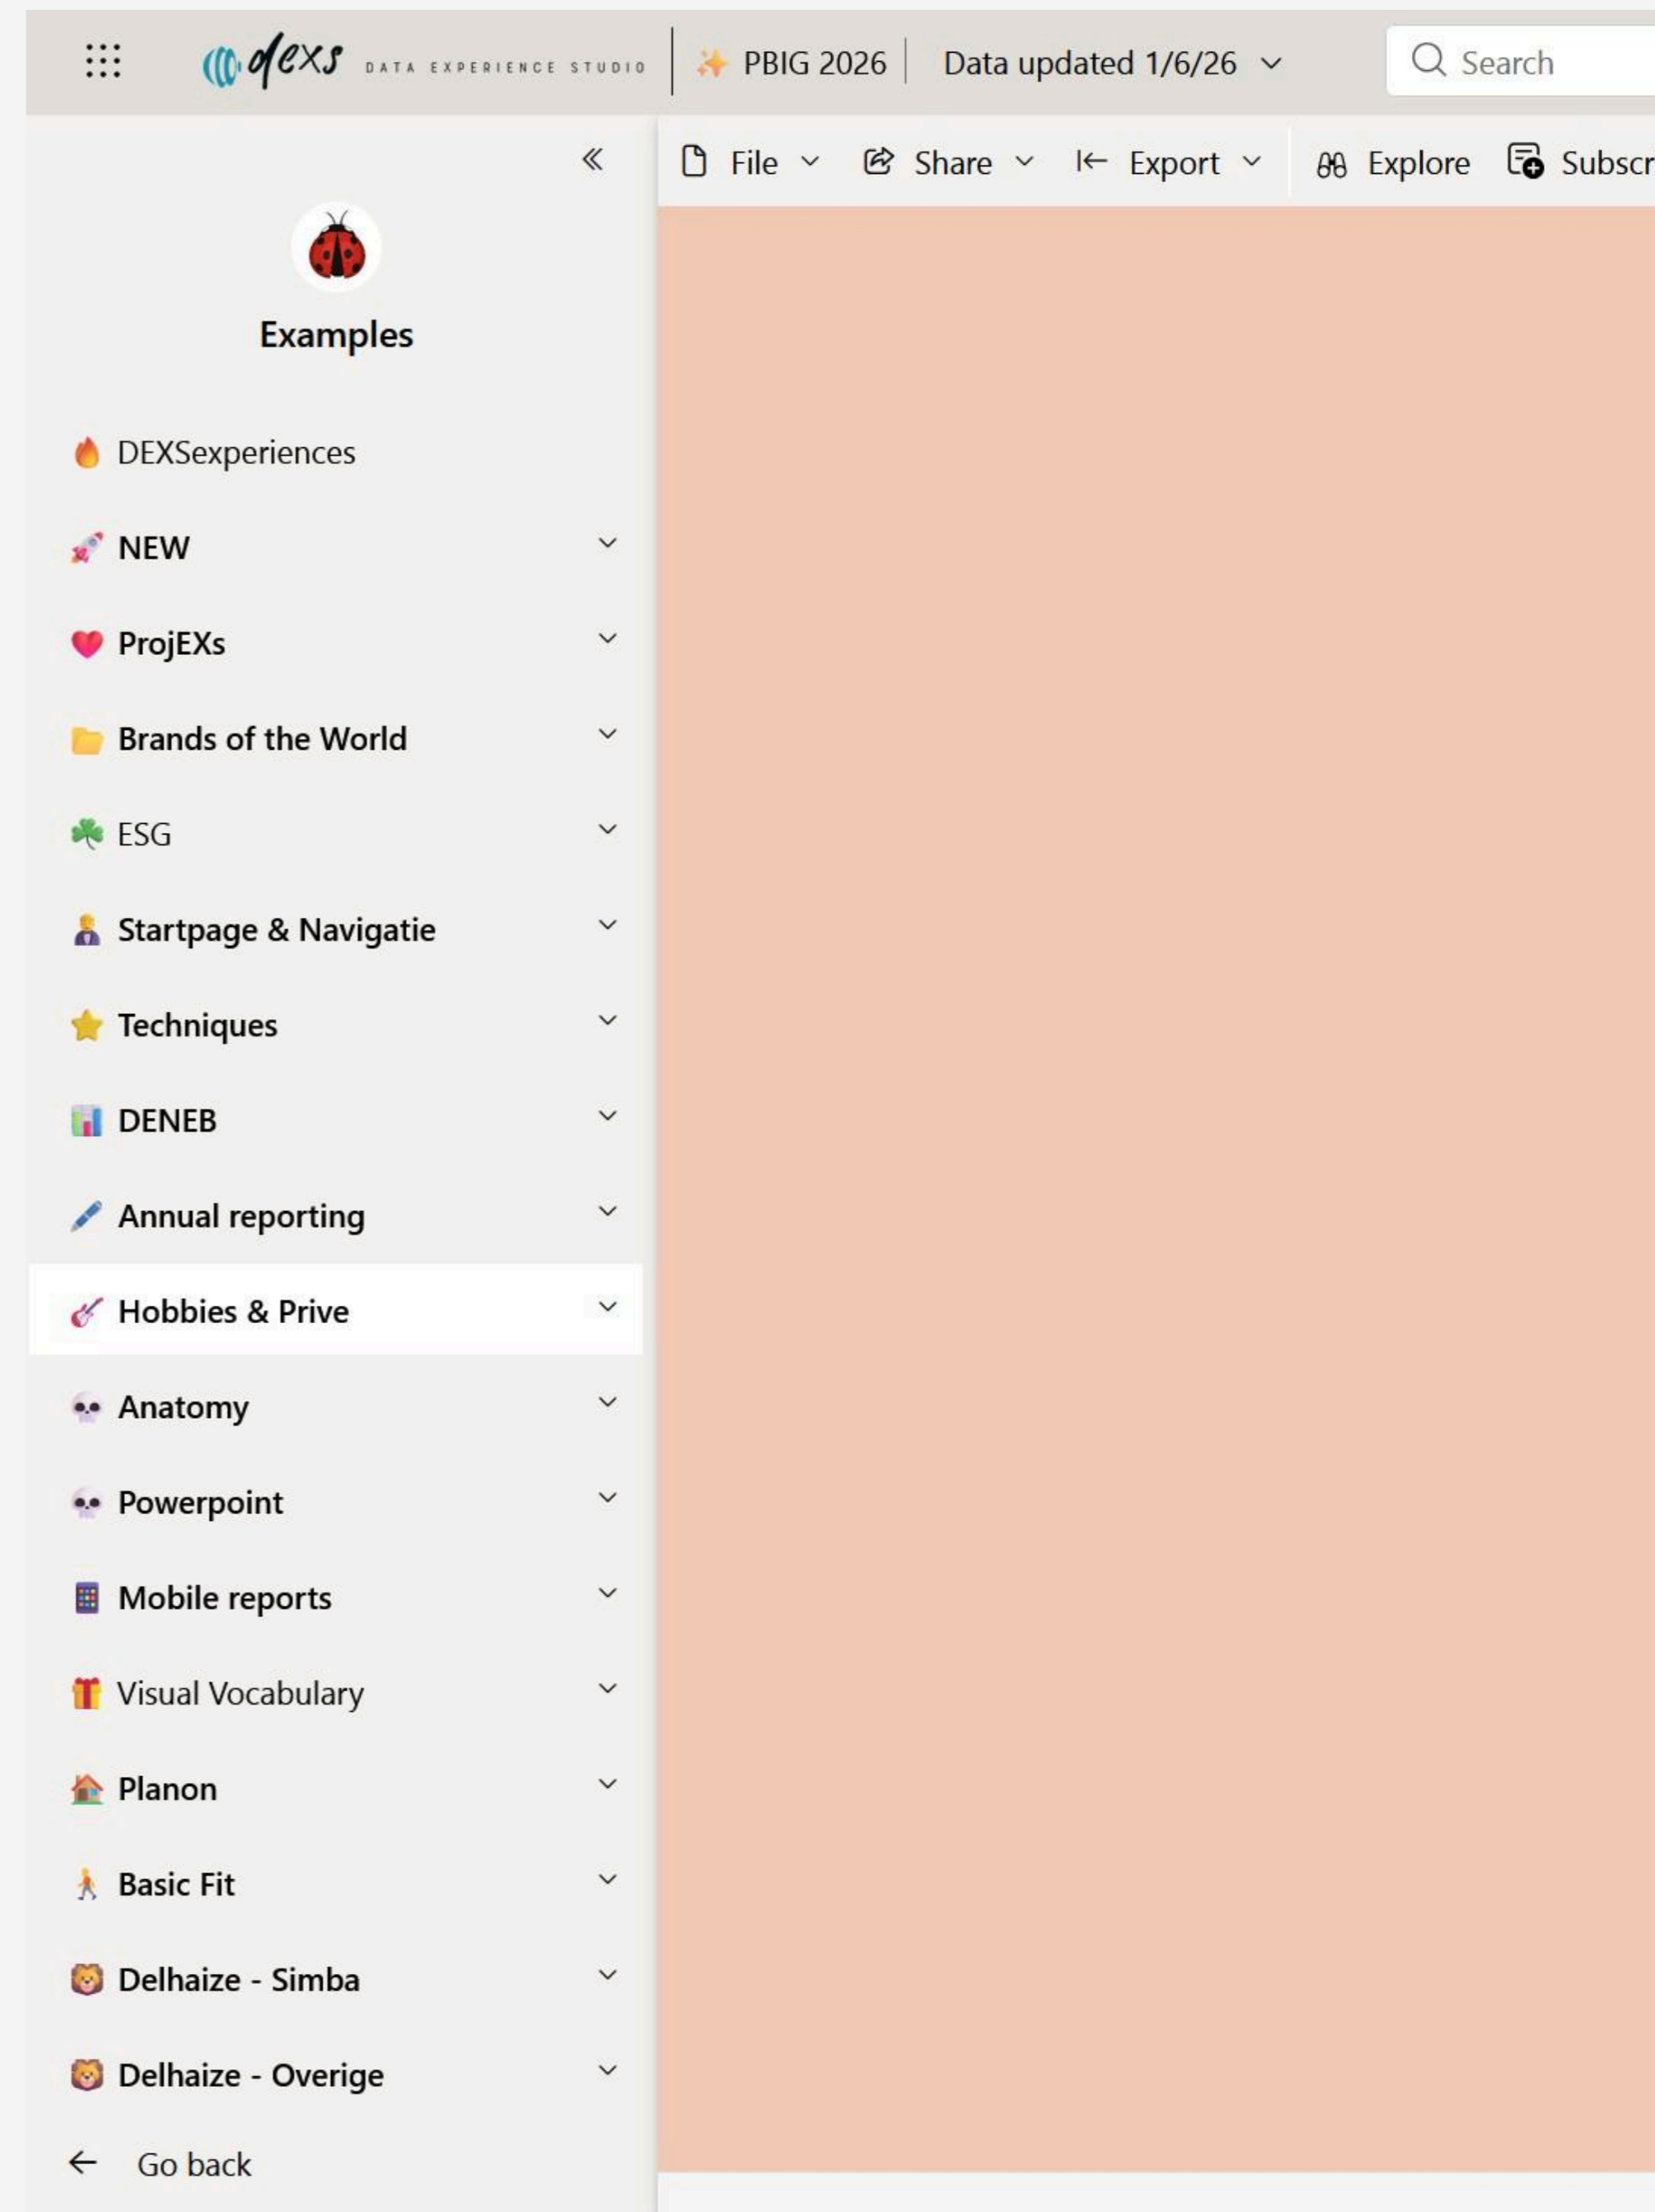 dexs DATA EXPERIENCE STUDIO
PBIG 2026
Data updated 1/6/26
Search
File
Share
Export
Explore
Subscr
Examples
DEXSexperiences
NEW
ProjEXs
Brands of the World
ESG
Startpage & Navigatie
Techniques
DENEB
Annual reporting
Hobbies & Prive
Anatomy
Powerpoint
Mobile reports
Visual Vocabulary
Planon
Basic Fit
Delhaize - Simba
Delhaize - Overige
Go back